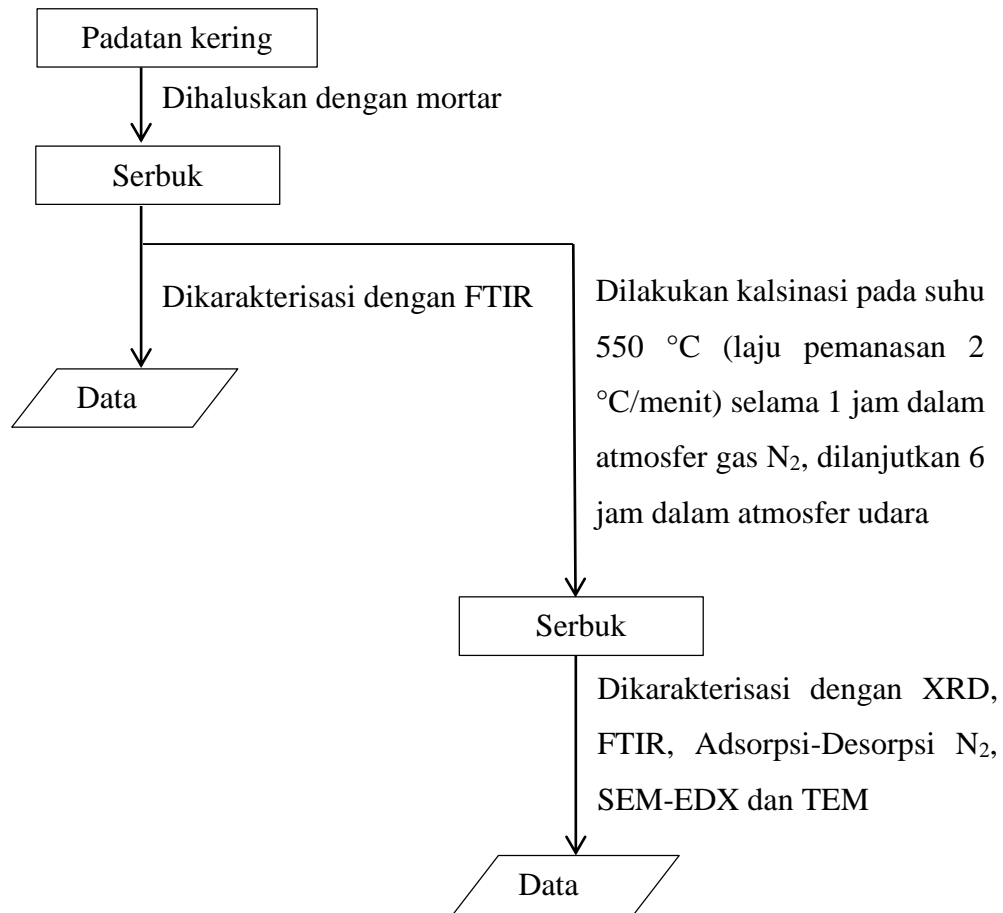 Padatan kering
Dihaluskan dengan mortar
Serbuk
Dikarakterisasi dengan FTIR
Data
Dilakukan kalsinasi pada suhu
550 °C (laju pemanasan 2
°C/menit) selama 1 jam dalam
atmosfer gas N₂, dilanjutkan 6
jam dalam atmosfer udara
Serbuk
Dikarakterisasi dengan XRD,
FTIR, Adsorpsi-Desorpsi N₂,
SEM-EDX dan TEM
Data